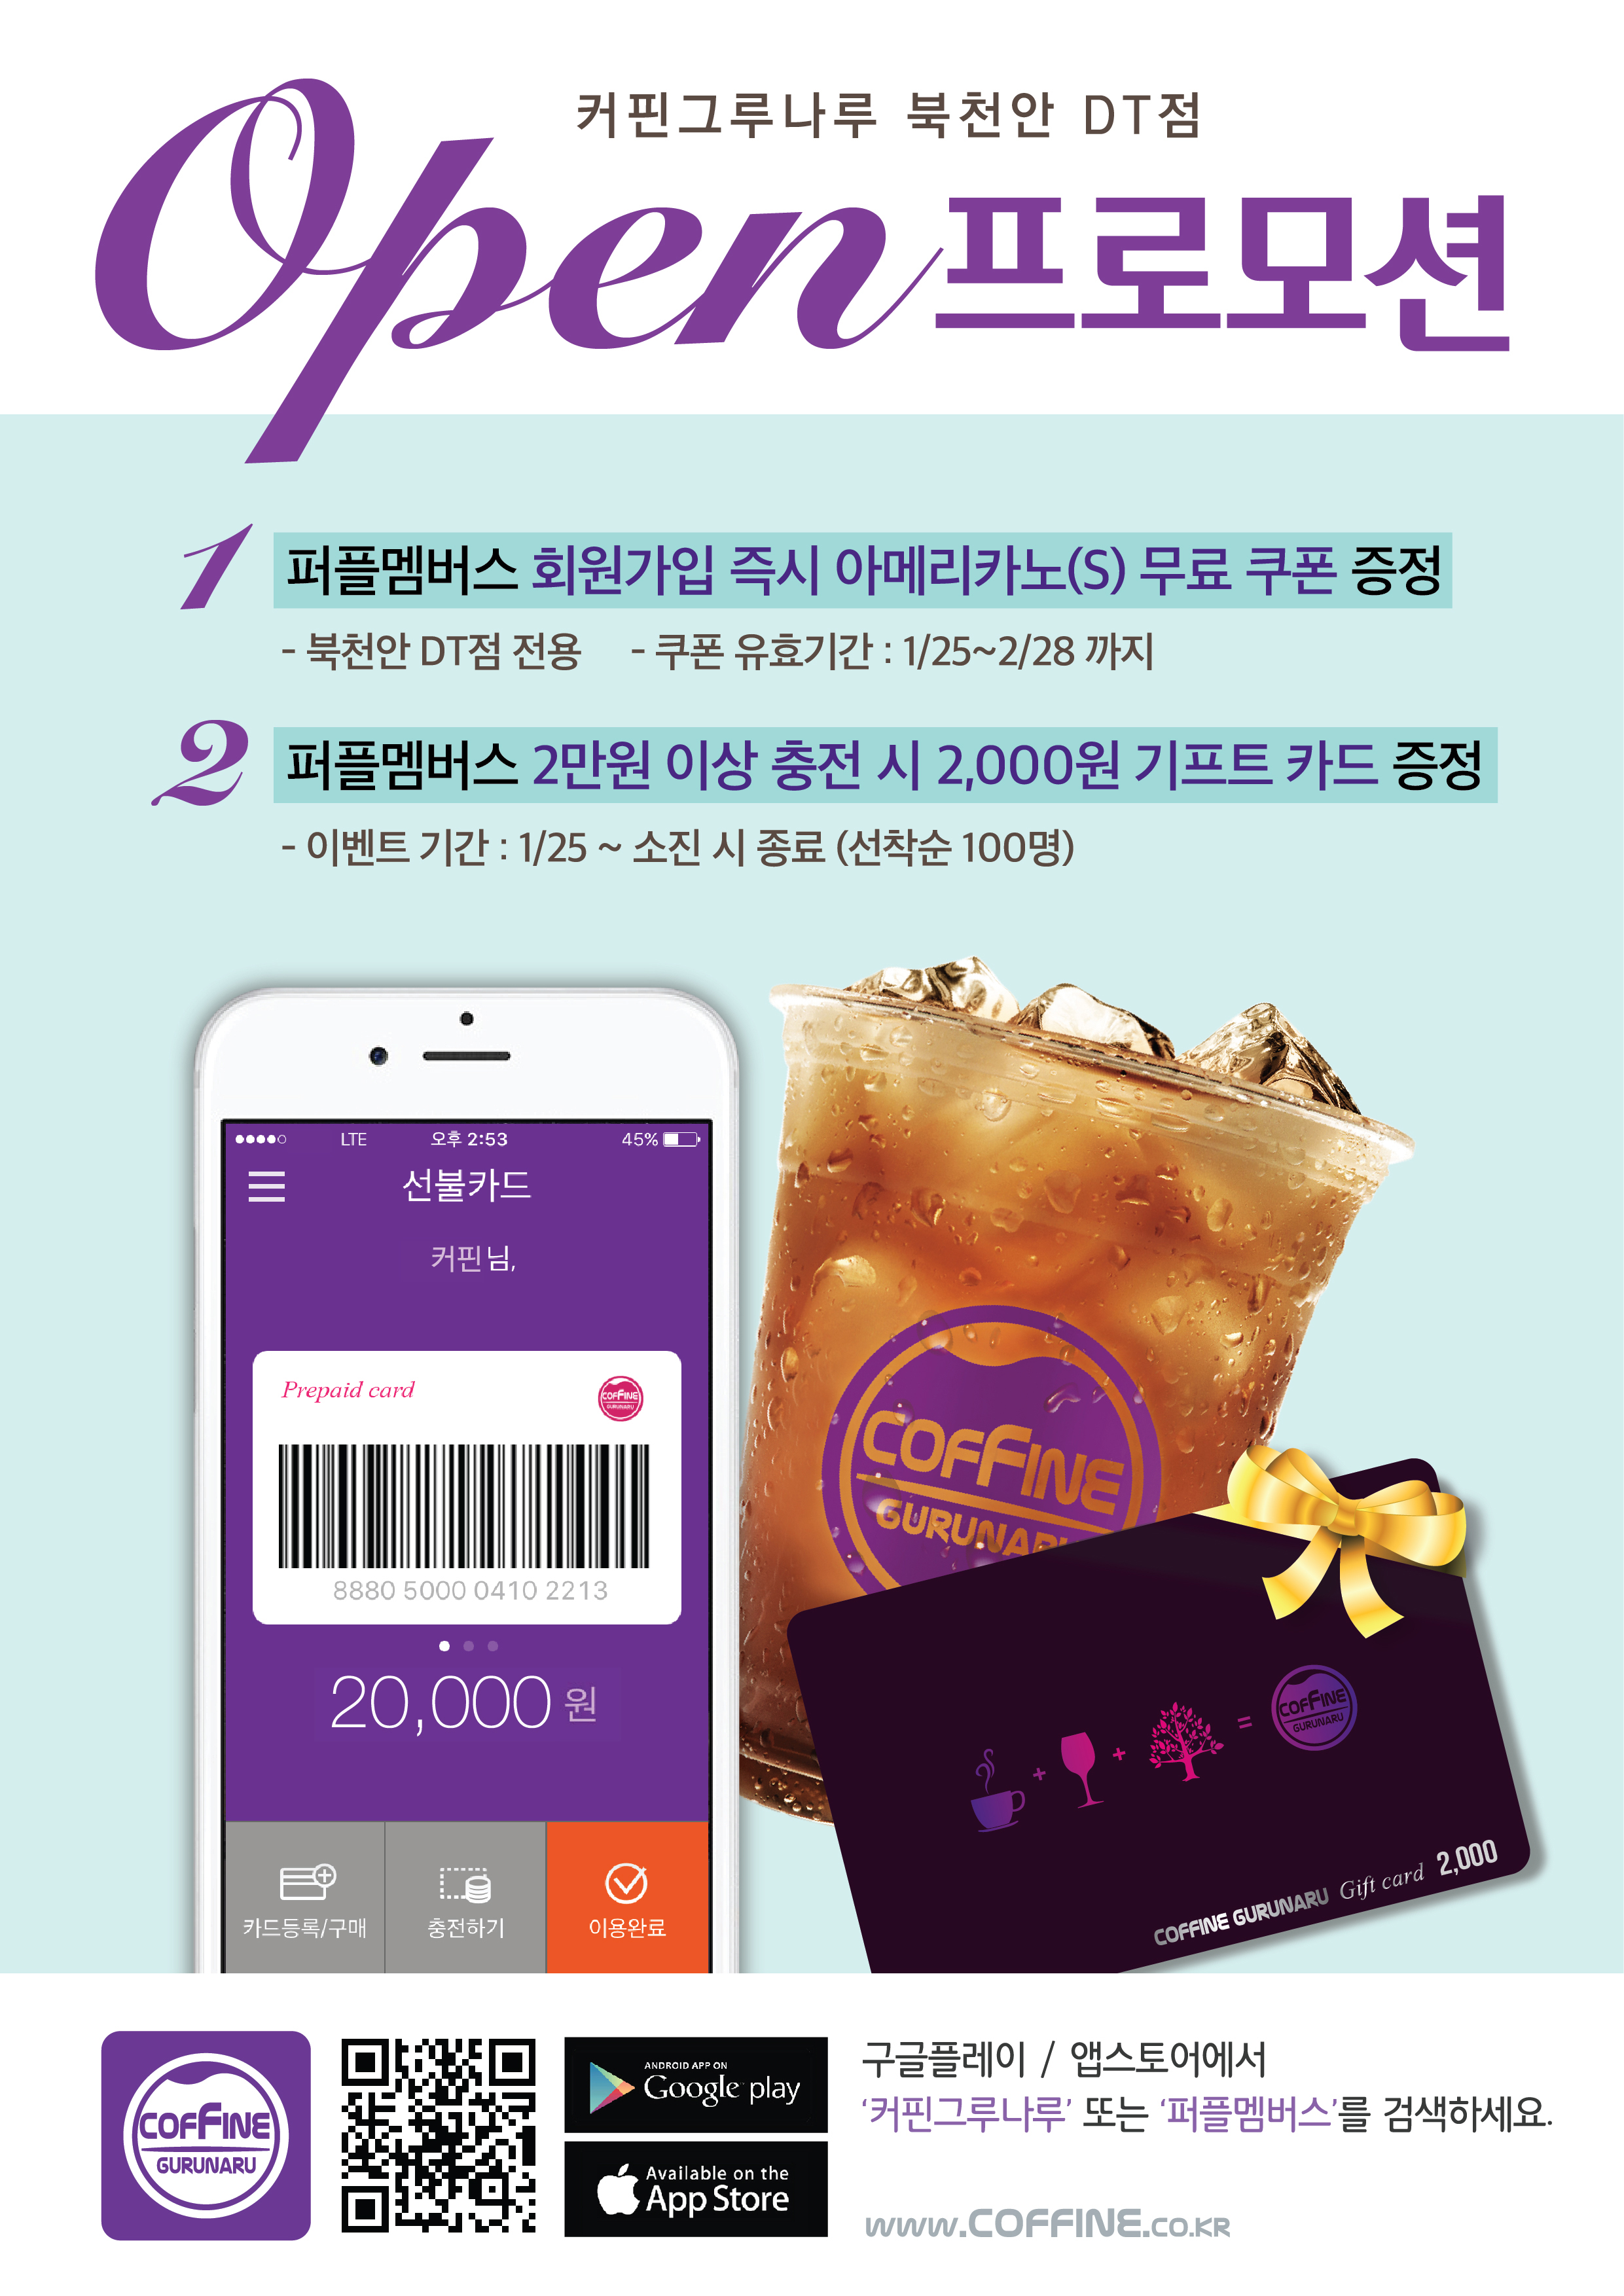 커핀그루나루 북천안 DT점
Open 프로모션
1 퍼플멤버스 회원가입 즉시 아메리카노(S) 무료 쿠폰 증정
- 북천안 DT점 전용 - 쿠폰 유효기간 : 1/25~2/28 까지
2 퍼플멤버스 2만원 이상 충전 시 2,000원 기프트 카드 증정
- 이벤트 기간 : 1/25 ~ 소진 시 종료 (선착순 100명)
LTE 오후 2:53 45%
선불카드
커핀님,
Prepaid card
COFFINE
GURUNARU
8880 5000 0410 2213
20,000 원
카드등록/구매 충전하기 이용완료
COFFINE
GURUNARU
+ + = COFFINE
GURUNARU
COFFINE GURUNARU Gift card 2,000
COFFINE
GURUNARU
ANDROID APP ON
Google play
Available on the
App Store
구글플레이 / 앱스토어에서
‘커핀그루나루’ 또는 ‘퍼플멤버스’를 검색하세요.
www.COFFINE.CO.KR